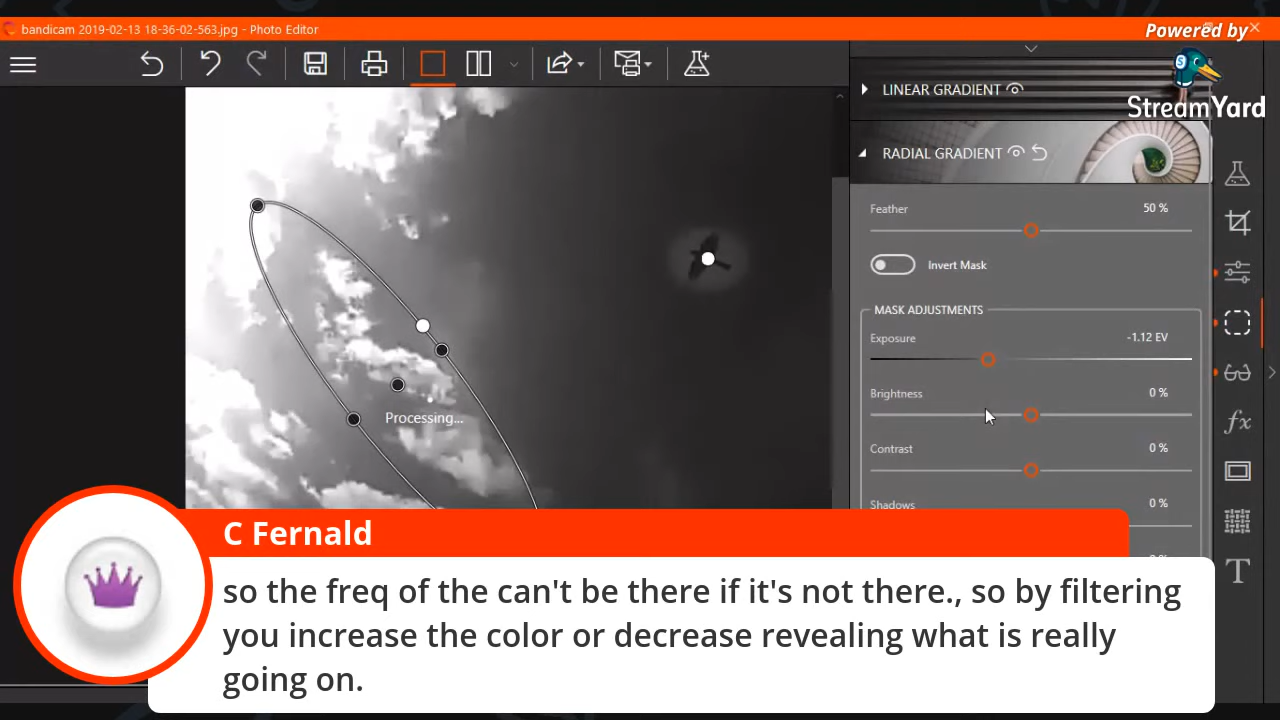 bandicam 2019-02-13 18-36-02-563.jpg - Photo Editor
Powered by
StreamYard
LINEAR GRADIENT
RADIAL GRADIENT
Feather 50 %
Invert Mask
MASK ADJUSTMENTS
Exposure -1.12 EV
Brightness 0 %
Contrast 0 %
Shadows 0 %
Processing...
fx
T
C Fernald
so the freq of the can't be there if it's not there., so by filtering
you increase the color or decrease revealing what is really
going on.